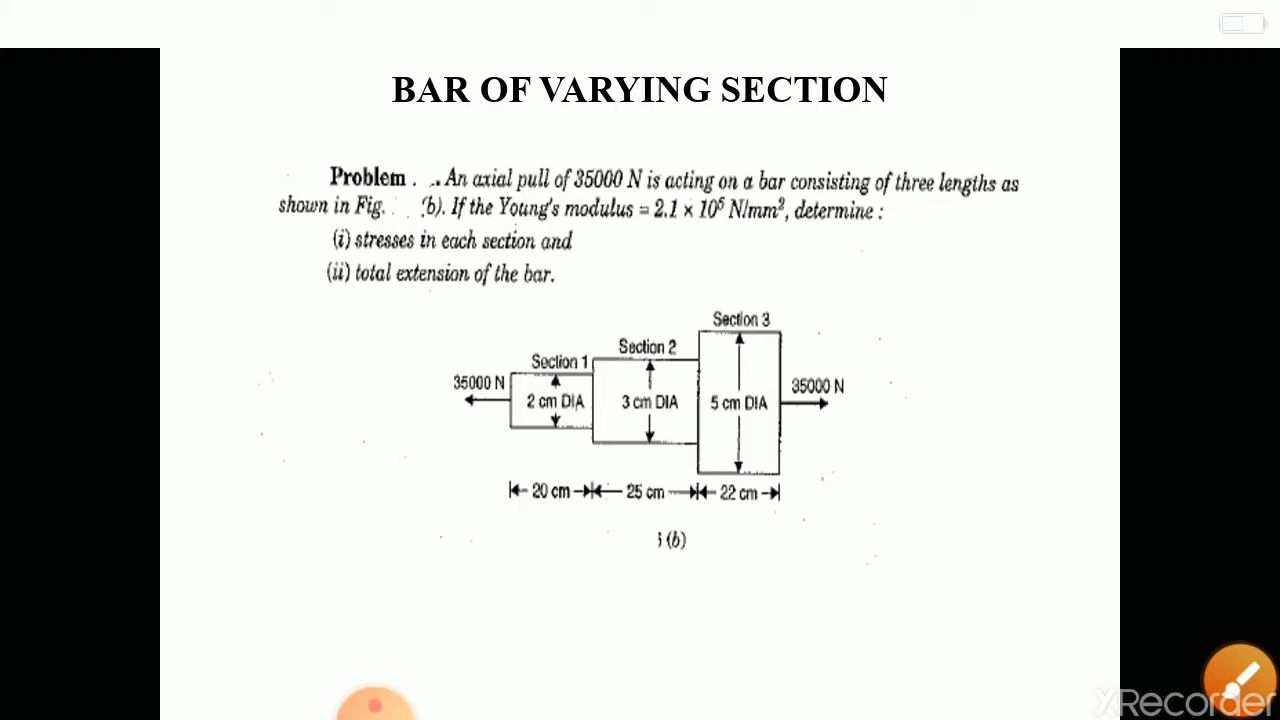 BAR OF VARYING SECTION
Problem . .. An axial pull of 35000 N is acting on a bar consisting of three lengths as
shown in Fig. (b). If the Young's modulus = 2.1 × 10⁵ N/mm², determine :
(i) stresses in each section and
(ii) total extension of the bar.
Section 3
Section 2
Section 1
35000 N
35000 N
2 cm DIA
3 cm DIA
5 cm DIA
20 cm
25 cm
22 cm
(b)
XRecorder